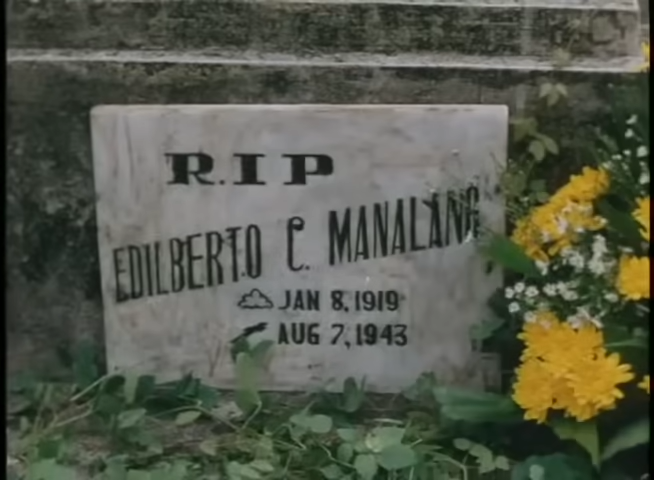 R.I P
EDILBERTO C. MANALANG
JAN 8, 1919
AUG 7, 1943